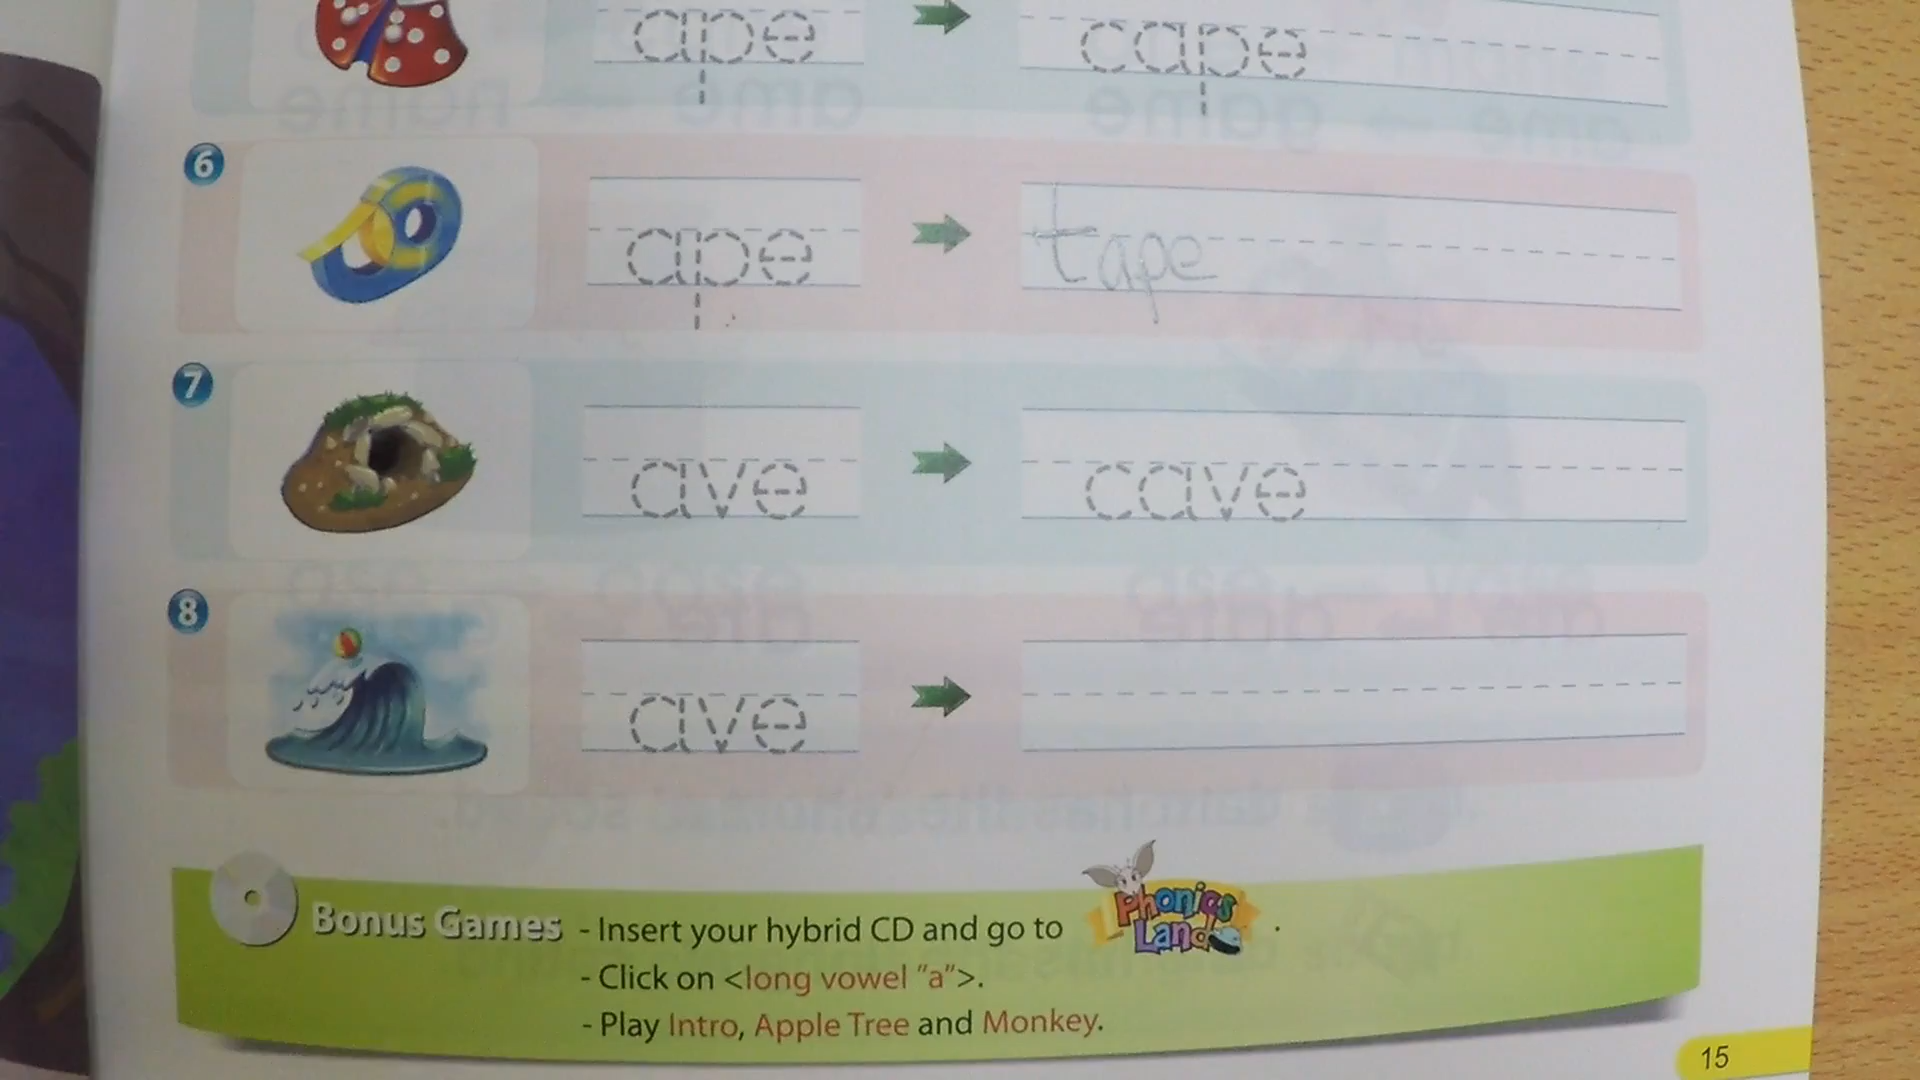 ape cape
6 ape tape
7 ave cave
8 ave
Bonus Games - Insert your hybrid CD and go to Phonics Land .
- Click on <long vowel "a">.
- Play Intro, Apple Tree and Monkey.
15